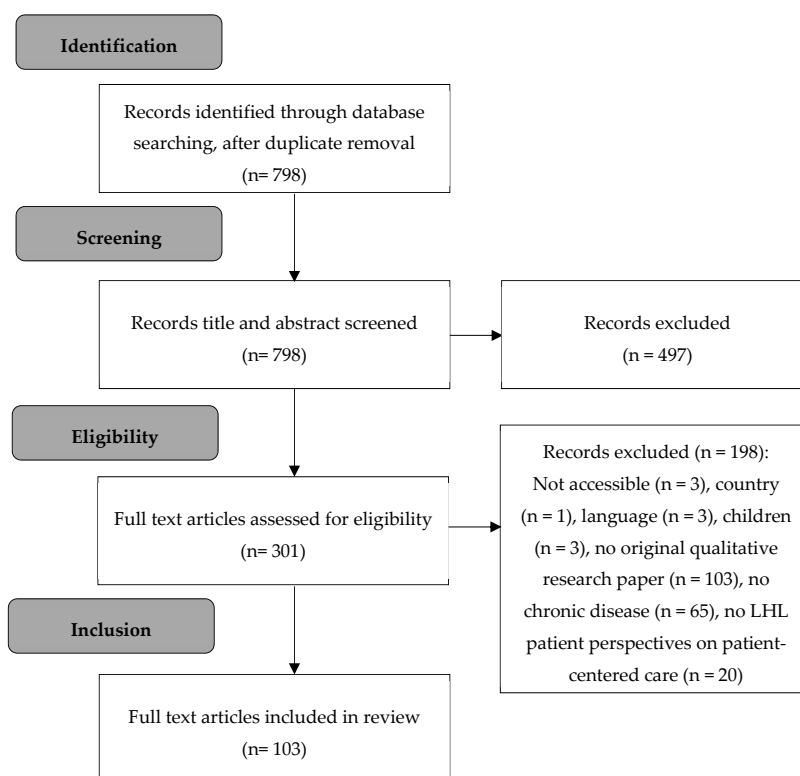 Identification
Records identified through database
searching, after duplicate removal
(n= 798)
Screening
Records title and abstract screened
(n= 798)
Records excluded
(n = 497)
Eligibility
Full text articles assessed for eligibility
(n= 301)
Records excluded (n = 198):
Not accessible (n = 3), country
(n = 1), language (n = 3), children
(n = 3), no original qualitative
research paper (n = 103), no
chronic disease (n = 65), no LHL
patient perspectives on patient-
centered care (n = 20)
Inclusion
Full text articles included in review
(n= 103)